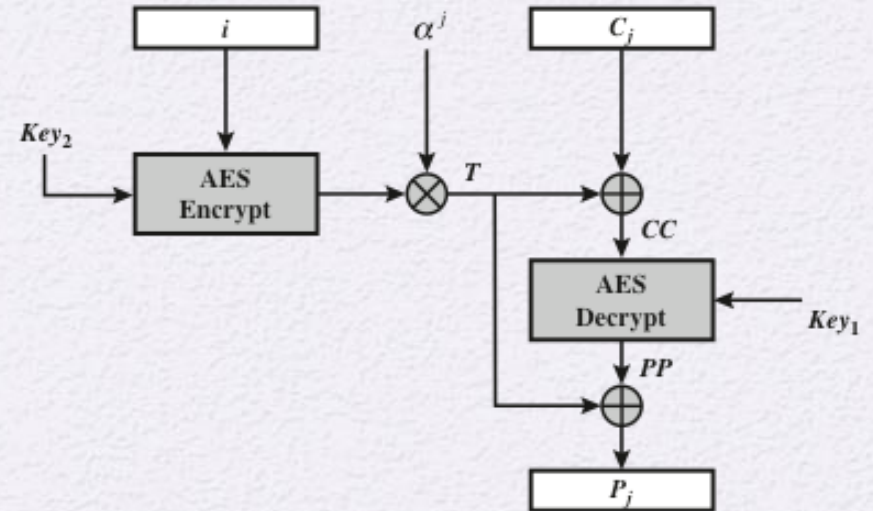 i
α^j
C_j
Key_2
AES
Encrypt
T
CC
AES
Decrypt
Key_1
PP
P_j